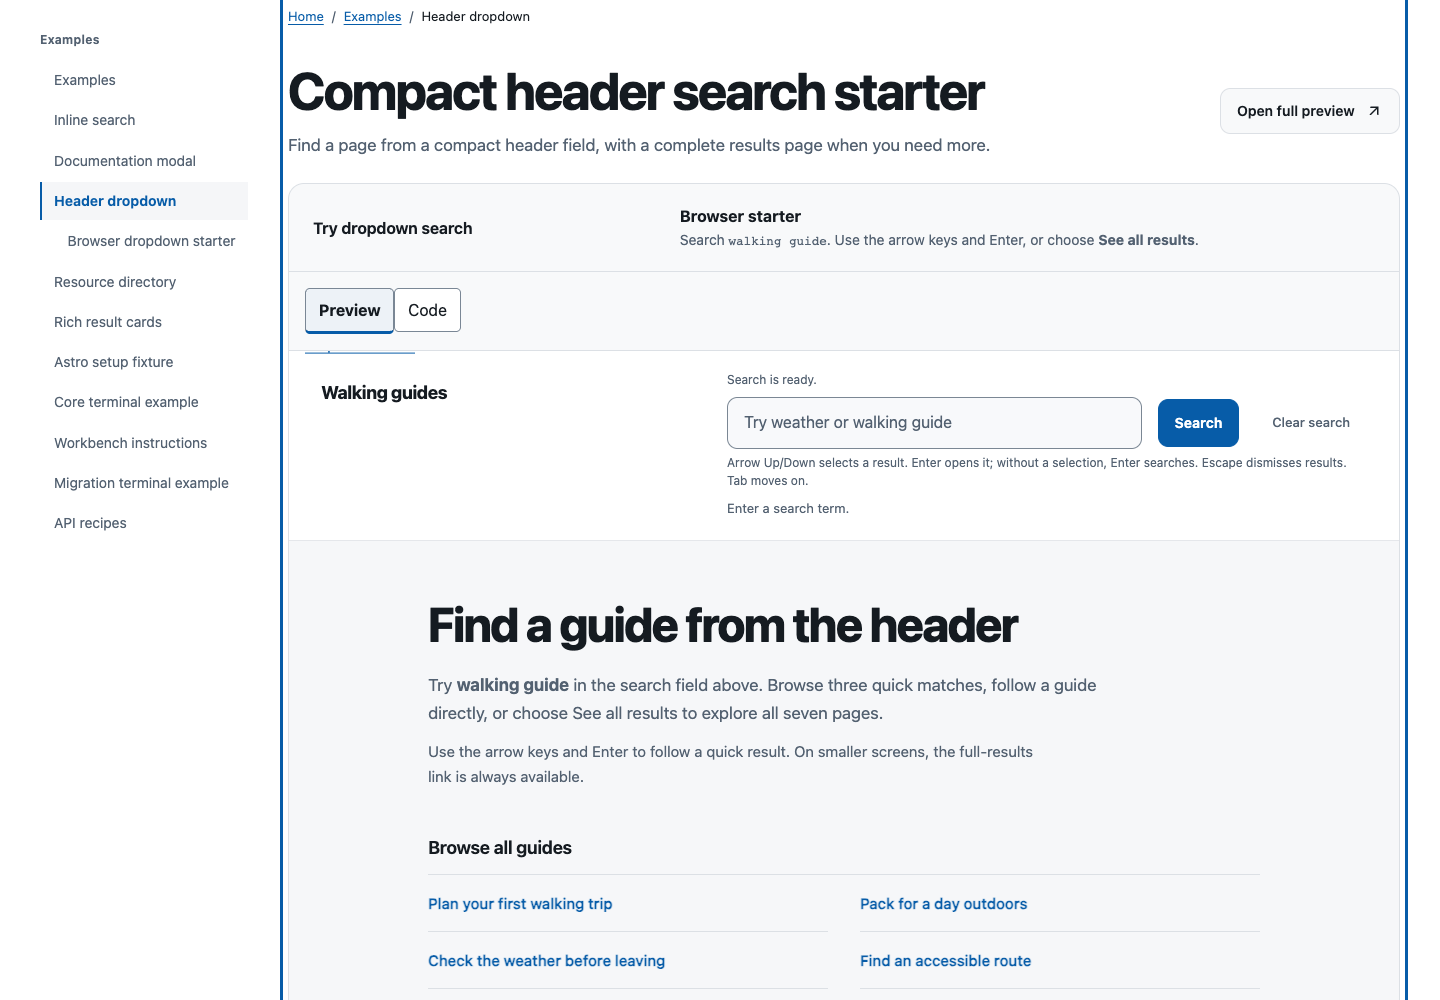 Examples
Examples
Inline search
Documentation modal
Header dropdown
Browser dropdown starter
Resource directory
Rich result cards
Astro setup fixture
Core terminal example
Workbench instructions
Migration terminal example
API recipes
Home / Examples / Header dropdown
Compact header search starter
Find a page from a compact header field, with a complete results page when you need more.
Open full preview
Try dropdown search
Browser starter
Search walking guide. Use the arrow keys and Enter, or choose See all results.
Preview
Code
Walking guides
Search is ready.
Try weather or walking guide
Search
Clear search
Arrow Up/Down selects a result. Enter opens it; without a selection, Enter searches. Escape dismisses results.
Tab moves on.
Enter a search term.
Find a guide from the header
Try walking guide in the search field above. Browse three quick matches, follow a guide
directly, or choose See all results to explore all seven pages.
Use the arrow keys and Enter to follow a quick result. On smaller screens, the full-results
link is always available.
Browse all guides
Plan your first walking trip
Pack for a day outdoors
Check the weather before leaving
Find an accessible route